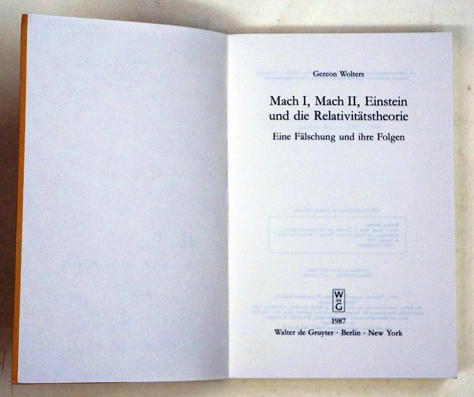 Gereon Wolters
Mach I, Mach II, Einstein
und die Relativitätstheorie
Eine Fälschung und ihre Folgen
W
DE
G
1987
Walter de Gruyter · Berlin · New York